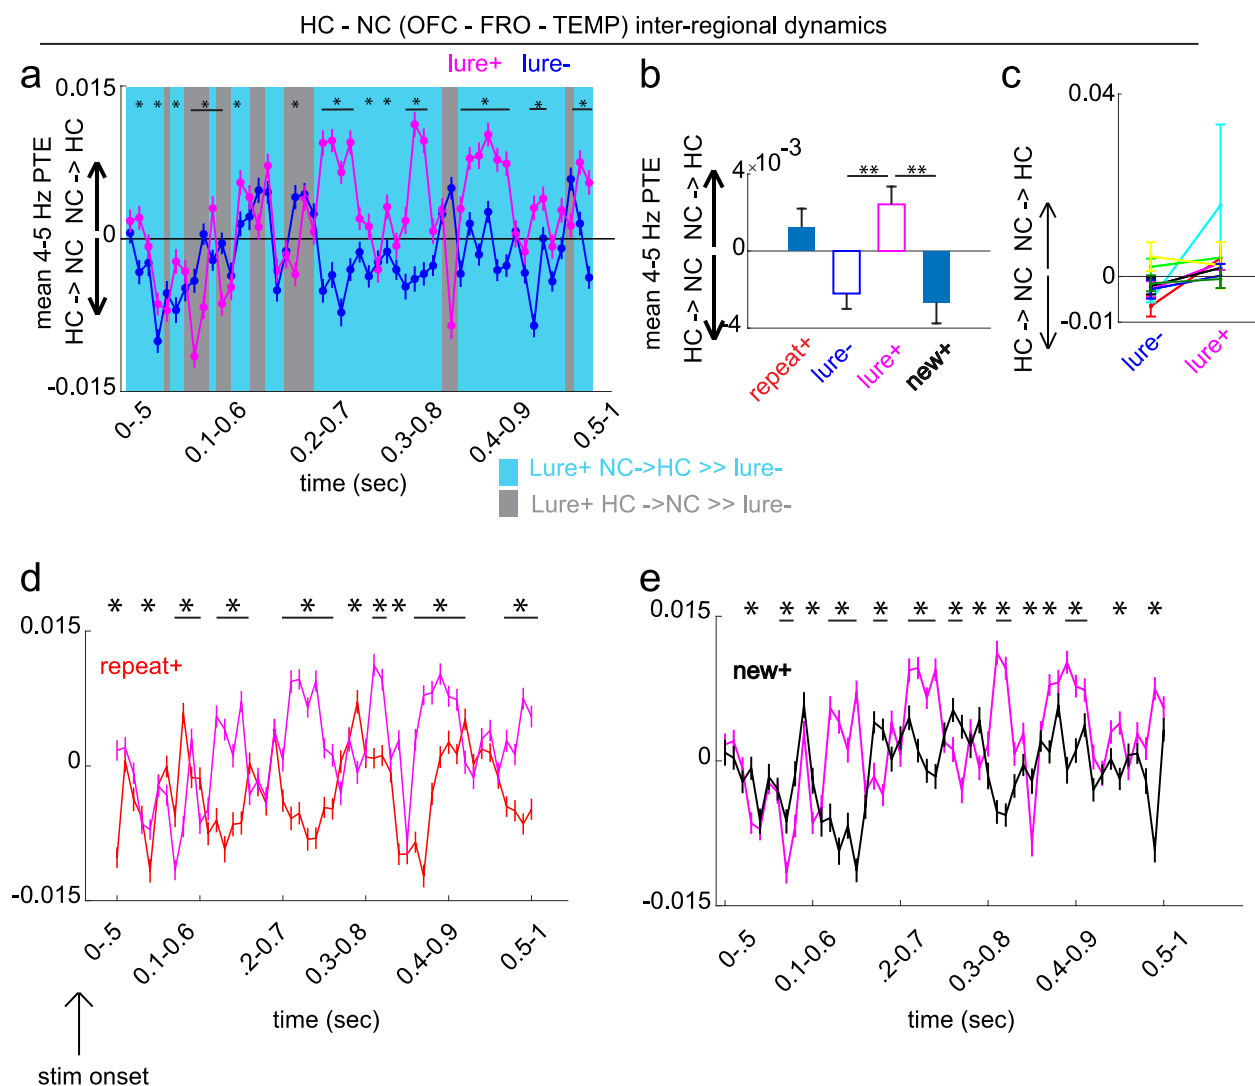 HC - NC (OFC - FRO - TEMP) inter-regional dynamics
a
lure+ lure-
0.015
0
-0.015
mean 4-5 Hz PTE
HC -> NC NC -> HC
* * * * * * * * * * * * *
0-.5 0.1-0.6 0.2-0.7 0.3-0.8 0.4-0.9 0.5-1
time (sec)
b
4×10-3
0
-4
mean 4-5 Hz PTE
HC -> NC NC -> HC
** **
repeat+ lure- lure+ new+
c
0.04
0
-0.01
HC -> NC NC -> HC
lure- lure+
Lure+ NC->HC >> lure-
Lure+ HC ->NC >> lure-
d
* * * * * * * * * *
0.015
0
-0.015
repeat+
0-.5 0.1-0.6 .2-0.7 0.3-0.8 0.4-0.9 0.5-1
time (sec)
stim onset
e
* * * * * * * * * * * * * *
0.015
0
-0.015
new+
0-.5 0.1-0.6 .2-0.7 0.3-0.8 0.4-0.9 0.5-1
time (sec)